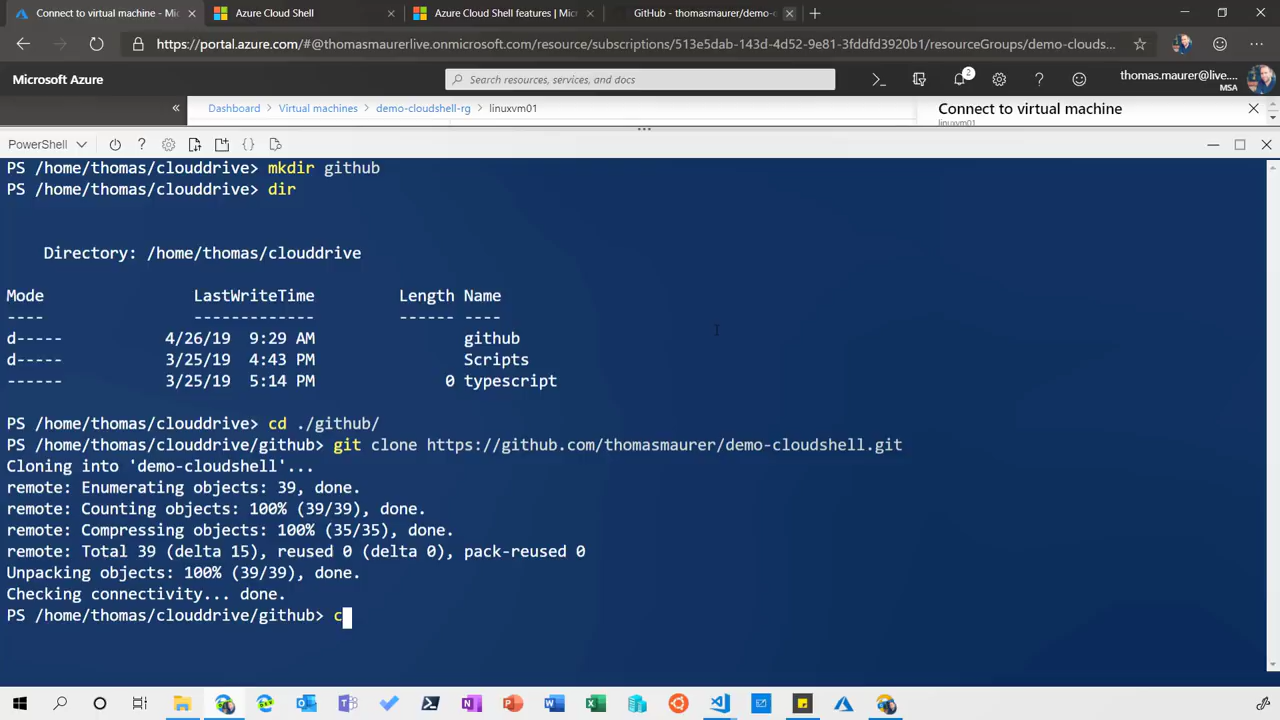 Connect to virtual machine - Mic
Azure Cloud Shell
Azure Cloud Shell features | Micr
GitHub - thomasmaurer/demo-c
https://portal.azure.com/#@thomasmaurerlive.onmicrosoft.com/resource/subscriptions/513e5dab-143d-4d52-9e81-3fddfd3920b1/resourceGroups/demo-clouds...
Microsoft Azure
Search resources, services, and docs
2
thomas.maurer@live....
MSA
Dashboard
Virtual machines
demo-cloudshell-rg
linuxvm01
Connect to virtual machine
linuxvm01
PowerShell
PS /home/thomas/clouddrive> mkdir github
PS /home/thomas/clouddrive> dir
Directory: /home/thomas/clouddrive
Mode LastWriteTime Length Name
---- ------------- ------ ----
d----- 4/26/19 9:29 AM github
d----- 3/25/19 4:43 PM Scripts
------ 3/25/19 5:14 PM 0 typescript
PS /home/thomas/clouddrive> cd ./github/
PS /home/thomas/clouddrive/github> git clone https://github.com/thomasmaurer/demo-cloudshell.git
Cloning into 'demo-cloudshell'...
remote: Enumerating objects: 39, done.
remote: Counting objects: 100% (39/39), done.
remote: Compressing objects: 100% (35/35), done.
remote: Total 39 (delta 15), reused 0 (delta 0), pack-reused 0
Unpacking objects: 100% (39/39), done.
Checking connectivity... done.
PS /home/thomas/clouddrive/github> c